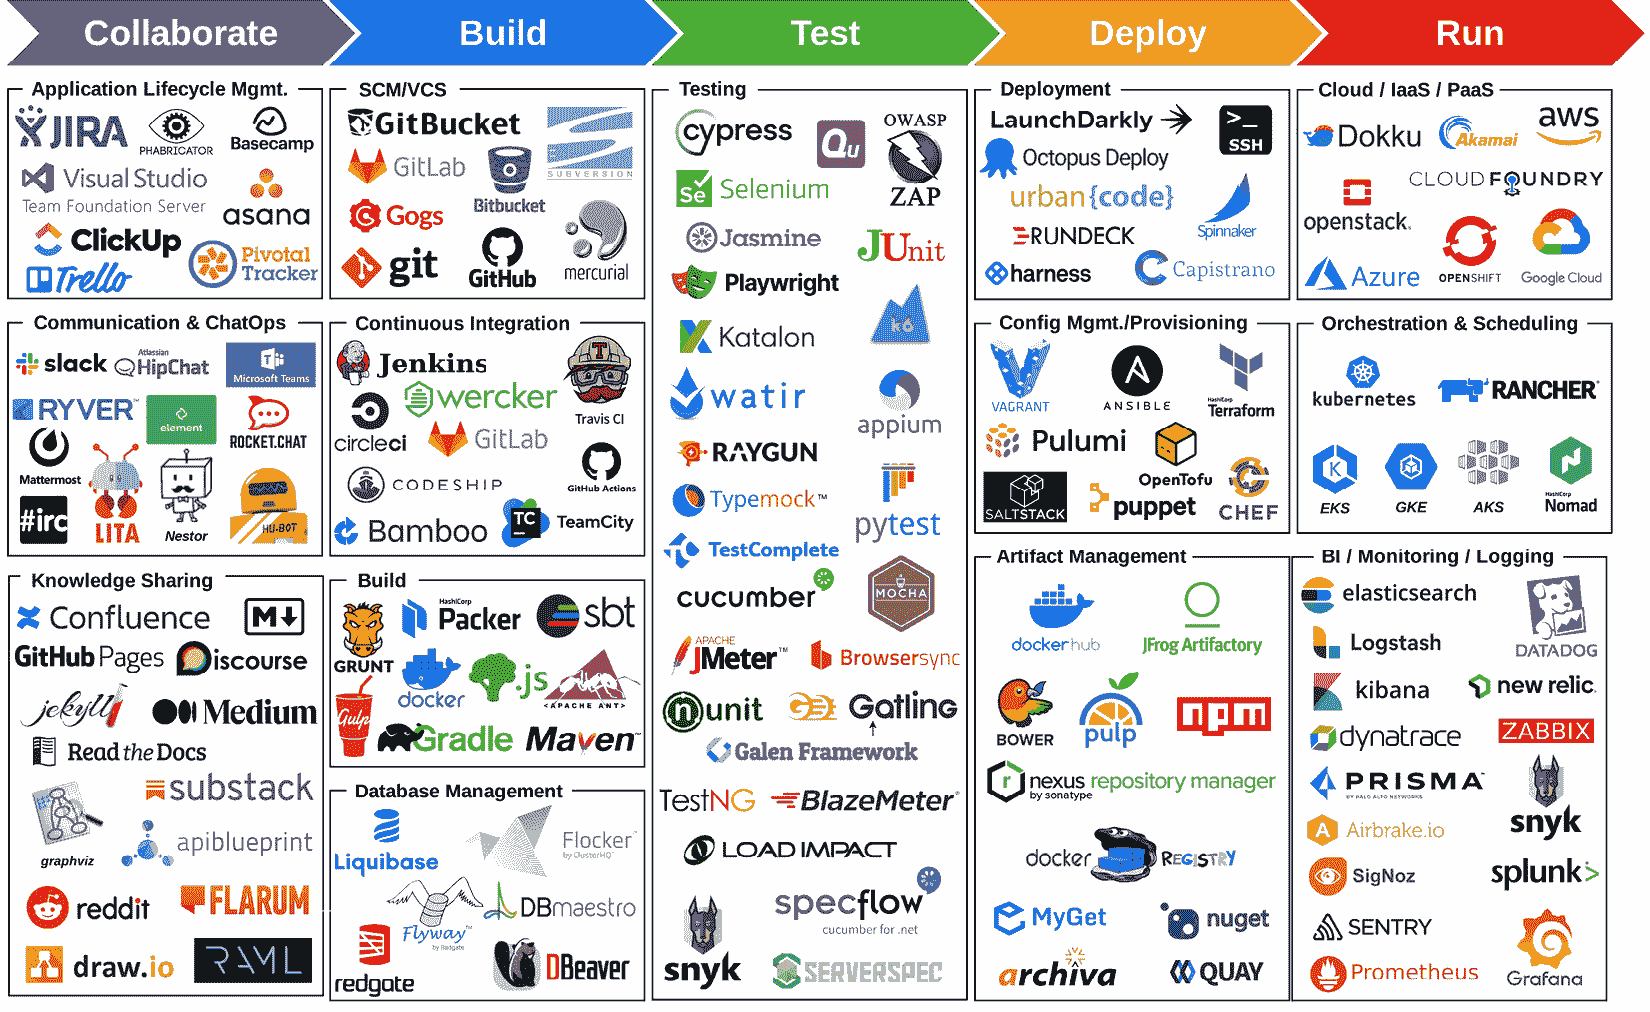 Collaborate
Build
Test
Deploy
Run
Application Lifecycle Mgmt.
JIRA
PHABRICATOR
Basecamp
Visual Studio
Team Foundation Server
asana
ClickUp
Pivotal
Tracker
Trello
Communication & ChatOps
slack
Atlassian
HipChat
Microsoft Teams
RYVER™
element
ROCKET.CHAT
Mattermost
#irc
LITA
Nestor
HU-BOT
Knowledge Sharing
Confluence
M
GitHub Pages
Discourse
jekyll
Medium
Read the Docs
substack
graphviz
apiblueprint
reddit
FLARUM
draw.io
RAML
SCM/VCS
GitBucket
SUBVERSION
GitLab
Bitbucket
Gogs
git
GitHub
mercurial
Continuous Integration
Jenkins
wercker
Travis CI
circleci
GitLab
CODESHIP
GitHub Actions
Bamboo
TC
TeamCity
Build
GRUNT
HashiCorp
Packer
sbt
docker
.js
<APACHE ANT>
Gulp
Gradle
Maven™
Database Management
Liquibase
Flocker™
by ClusterHQ™
Flyway™
by Redgate
DBmaestro
redgate
DBeaver
Testing
cypress
Qu
OWASP
ZAP
Se
Selenium
Jasmine
JUnit
Playwright
k6
Katalon
watir
appium
RAYGUN
Typemock™
pytest
TestComplete
cucumber
MOCHA
APACHE
JMeter™
Browsersync
nunit
Gatling
Galen Framework
TestNG
BlazeMeter®
LOAD IMPACT
snyk
specflow
cucumber for .net
SERVERSPEC
Deployment
LaunchDarkly
>_
SSH
Octopus Deploy
urban{code}
RUNDECK
Spinnaker
harness
Capistrano
Config Mgmt./Provisioning
VAGRANT
A
ANSIBLE
HashiCorp
Terraform
Pulumi
OpenTofu
SALTSTACK
puppet
CHEF
Artifact Management
dockerhub
JFrog Artifactory
BOWER
pulp
npm
r
nexus repository manager
by sonatype
docker
REGISTRY
MyGet
nuget
archiva
QUAY
Cloud / IaaS / PaaS
Dokku
Akamai
aws
CLOUD FOUNDRY
openstack.
OPENSHIFT
Azure
Google Cloud
Orchestration & Scheduling
kubernetes
RANCHER®
K
EKS
GKE
AKS
HashiCorp
Nomad
BI / Monitoring / Logging
elasticsearch
Logstash
DATADOG
kibana
new relic.
dynatrace
ZABBIX
PRISMA™
BY PALO ALTO NETWORKS
snyk
A
Airbrake.io
SigNoz
splunk>
SENTRY
Prometheus
Grafana